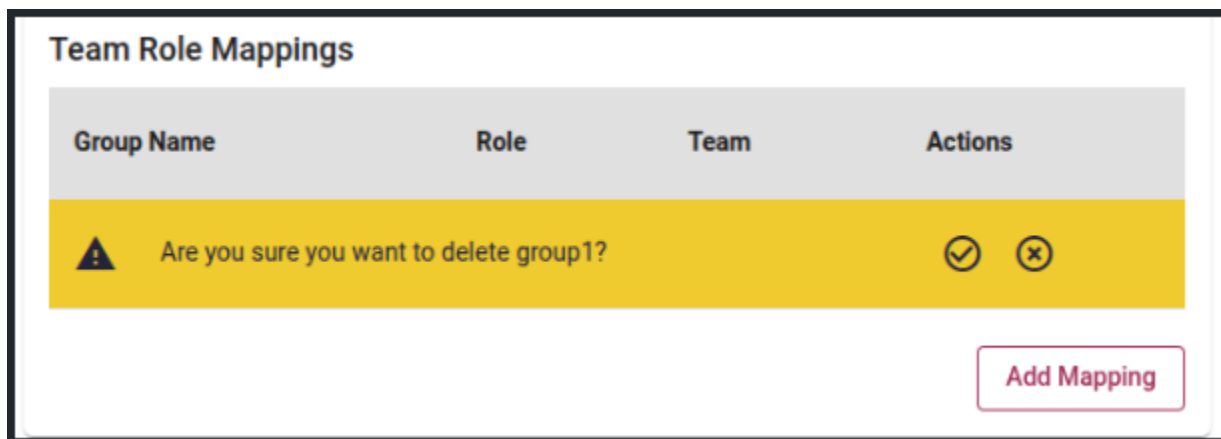 Team Role Mappings
Group Name Role Team Actions
Are you sure you want to delete group1?
Add Mapping